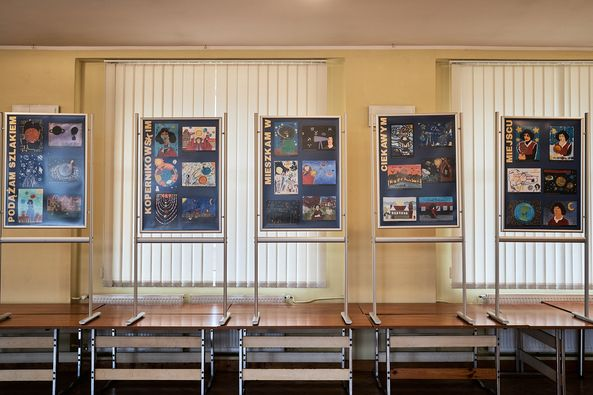 PODĄŻAM SZLAKIEM
KOPERNIKOWSKIM
MIESZKAM W
CIEKAWYM
MIEJSCU